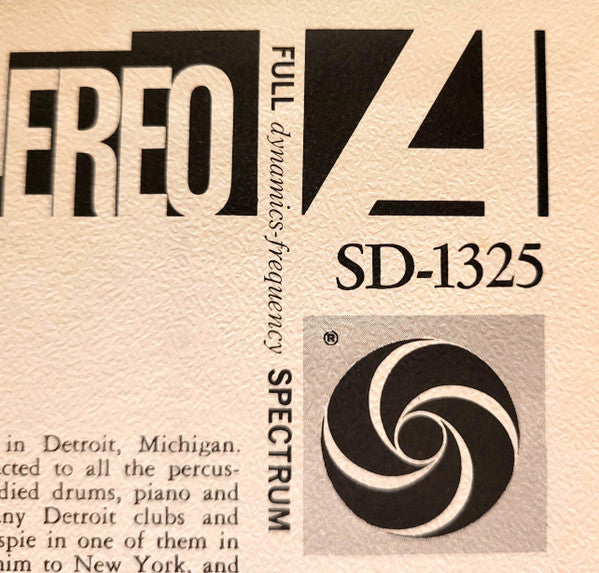 EREO
FULL dynamics-frequency SPECTRUM
A
SD-1325
®
in Detroit, Michigan.
cted to all the percus-
died drums, piano and
ny Detroit clubs and
spie in one of them in
him to New York, and